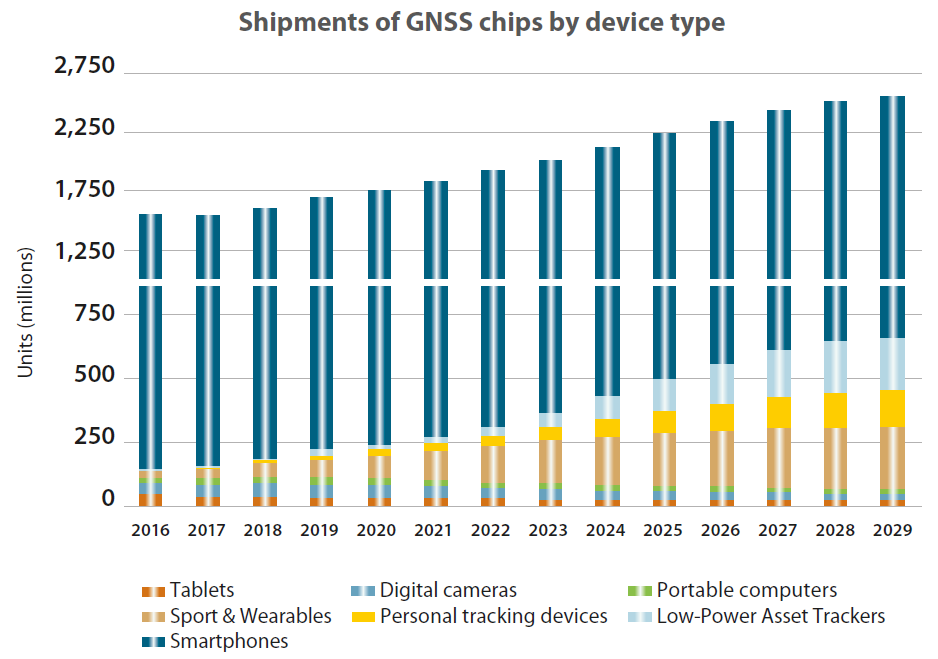 Shipments of GNSS chips by device type
2,750
2,250
1,750
1,250
750
500
250
0
Units (millions)
2016 2017 2018 2019 2020 2021 2022 2023 2024 2025 2026 2027 2028 2029
Tablets Digital cameras Portable computers
Sport & Wearables Personal tracking devices Low-Power Asset Trackers
Smartphones